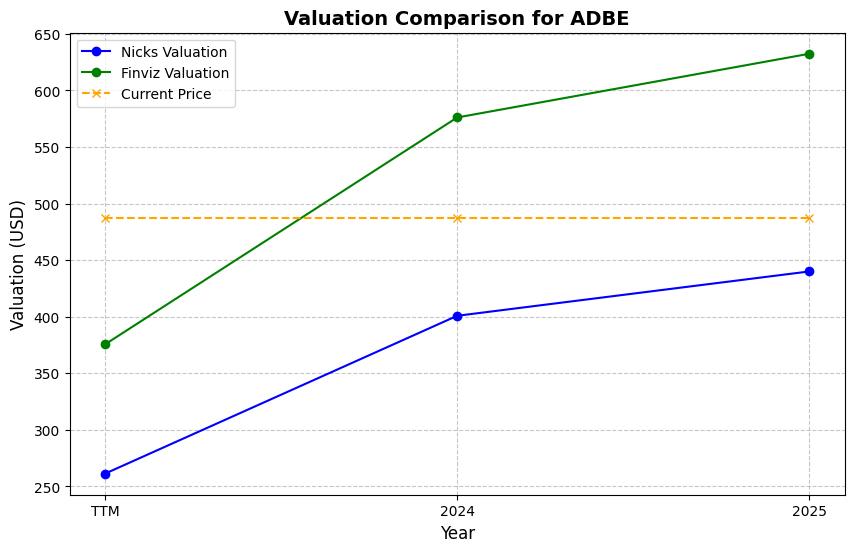 Valuation Comparison for ADBE
Nicks Valuation
Finviz Valuation
Current Price
Valuation (USD)
650
600
550
500
450
400
350
300
250
TTM
2024
2025
Year